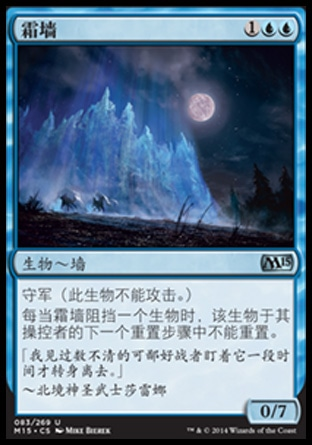 霜墙 1
生物～墙 M15
守军（此生物不能攻击。）
每当霜墙阻挡一个生物时，该生物于其
操控者的下一个重置步骤中不能重置。
「我见过数不清的可鄙好战者盯着它一段时
间才转身离去。」
～北境神圣武士莎雷娜
0/7
083/269 U
M15 • CS Mike Bierek
™ & © 2014 Wizards of the Coast